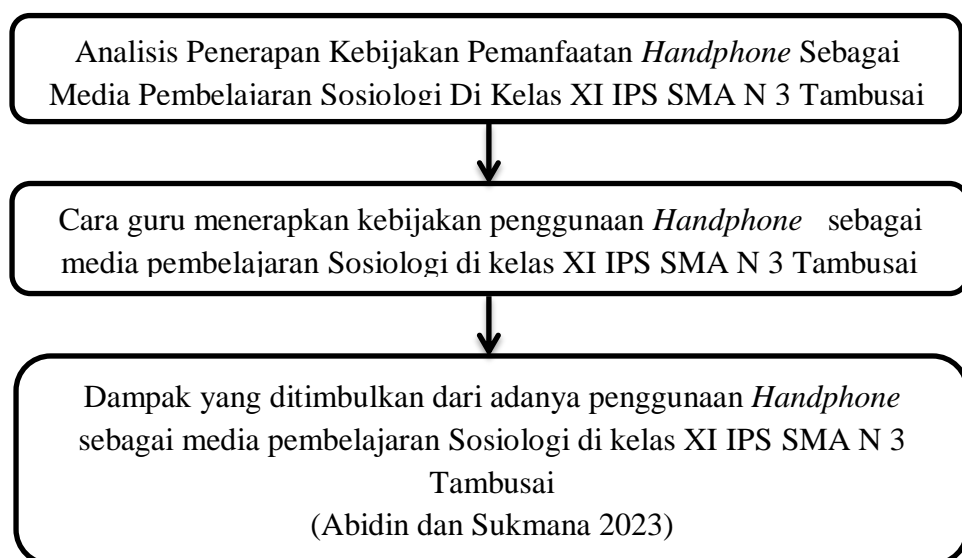 Analisis Penerapan Kebijakan Pemanfaatan Handphone Sebagai
Media Pembelajaran Sosiologi Di Kelas XI IPS SMA N 3 Tambusai
Cara guru menerapkan kebijakan penggunaan Handphone sebagai
media pembelajaran Sosiologi di kelas XI IPS SMA N 3 Tambusai
Dampak yang ditimbulkan dari adanya penggunaan Handphone
sebagai media pembelajaran Sosiologi di kelas XI IPS SMA N 3
Tambusai
(Abidin dan Sukmana 2023)